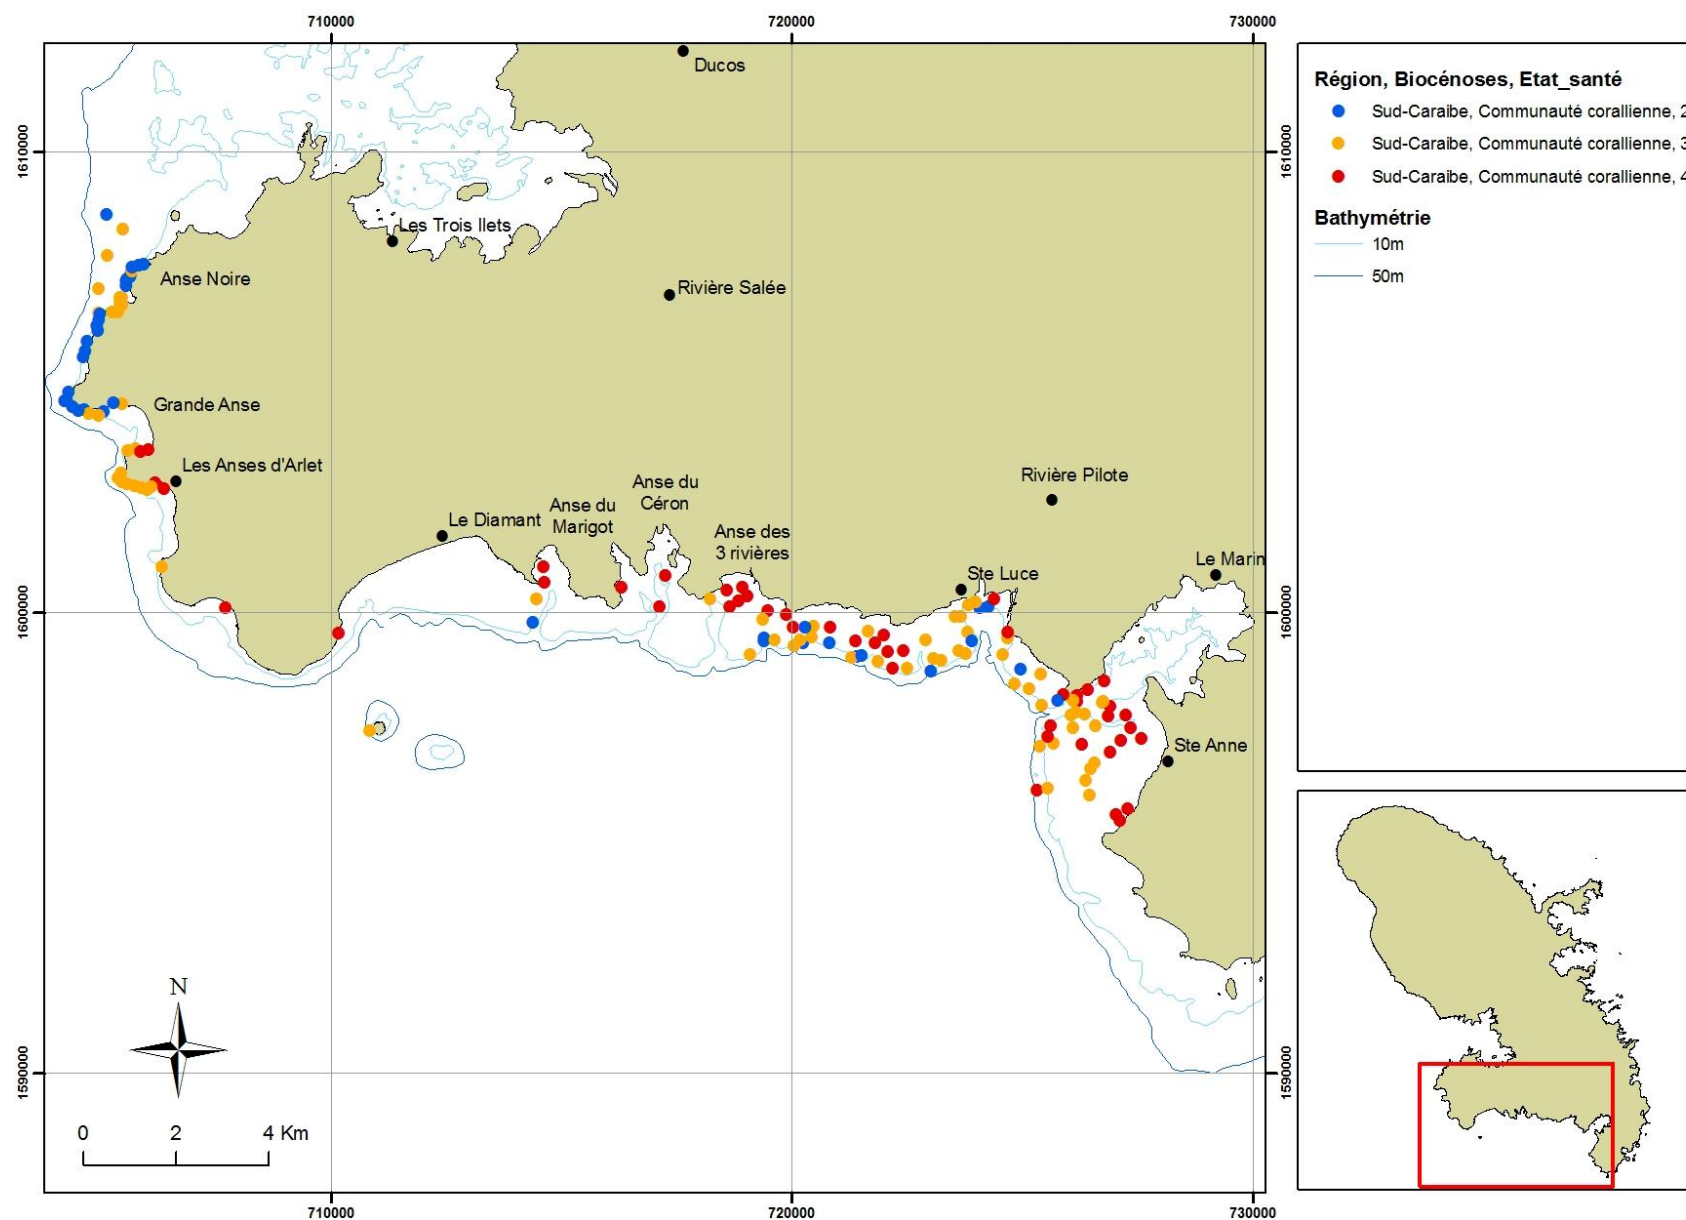 710000
720000
730000
Ducos
1610000
1610000
Les Trois Ilets
Anse Noire
Rivière Salée
Grande Anse
Les Anses d'Arlet
Rivière Pilote
Anse du
Céron
Anse du
Marigot
Le Diamant
Anse des
3 rivières
Ste Luce
Le Marin
1600000
1600000
Ste Anne
N
1590000
1590000
0
2
4 Km
710000
720000
730000
Région, Biocénoses, Etat_santé
Sud-Caraibe, Communauté corallienne, 2
Sud-Caraibe, Communauté corallienne, 3
Sud-Caraibe, Communauté corallienne, 4
Bathymétrie
10m
50m